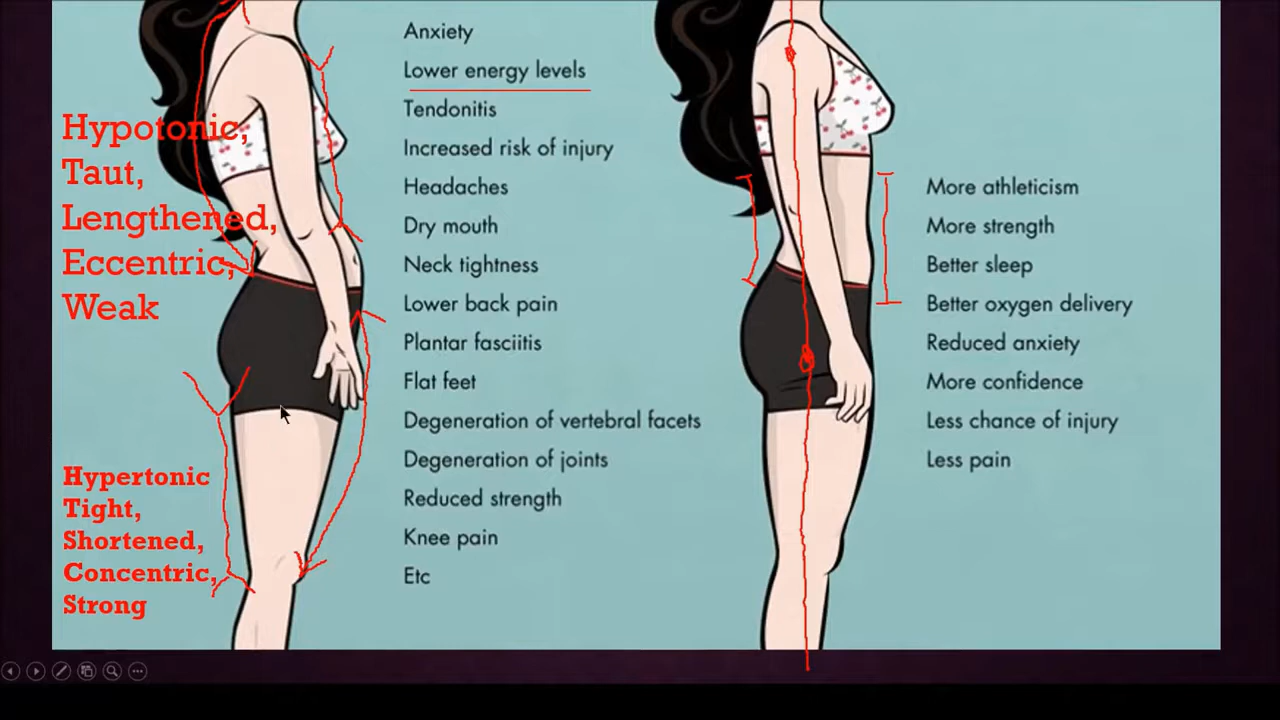 Hypotonic,
Taut,
Lengthened,
Eccentric,
Weak
Hypertonic
Tight,
Shortened,
Concentric,
Strong
Anxiety
Lower energy levels
Tendonitis
Increased risk of injury
Headaches
Dry mouth
Neck tightness
Lower back pain
Plantar fasciitis
Flat feet
Degeneration of vertebral facets
Degeneration of joints
Reduced strength
Knee pain
Etc
More athleticism
More strength
Better sleep
Better oxygen delivery
Reduced anxiety
More confidence
Less chance of injury
Less pain